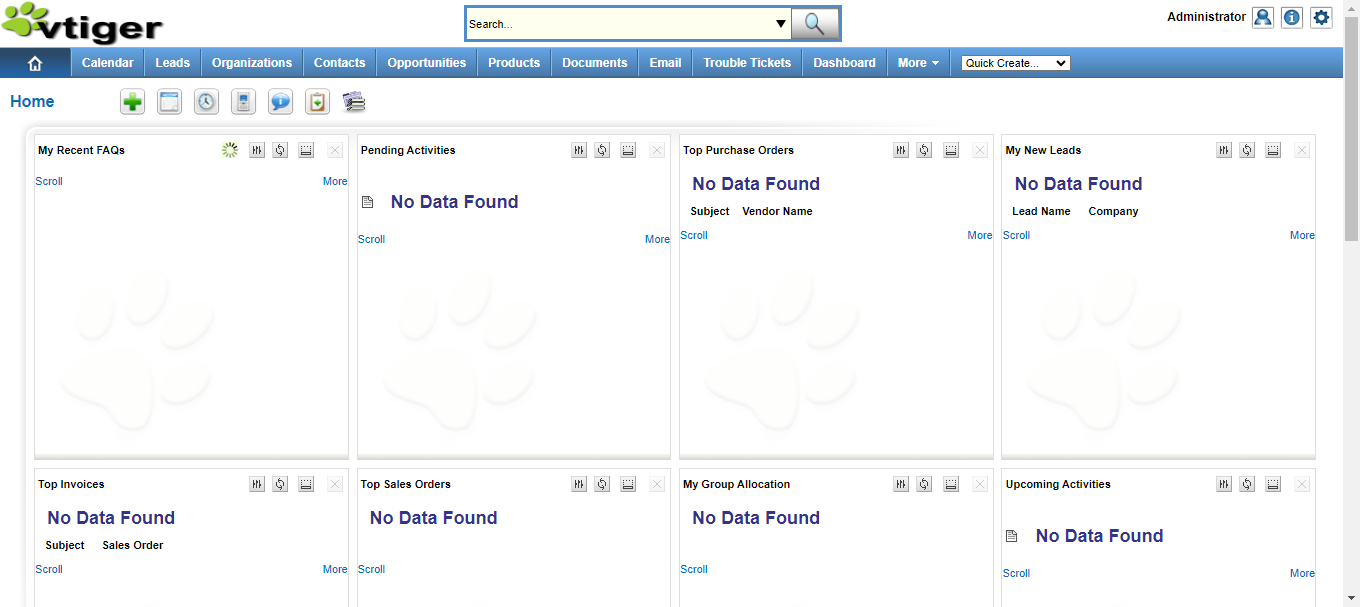 vtiger
Search...
Administrator
Calendar Leads Organizations Contacts Opportunities Products Documents Email Trouble Tickets Dashboard More Quick Create...
Home
My Recent FAQs
Scroll More
Pending Activities
No Data Found
Scroll More
Top Purchase Orders
No Data Found
Subject Vendor Name
Scroll More
My New Leads
No Data Found
Lead Name Company
Scroll More
Top Invoices
No Data Found
Subject Sales Order
Scroll More
Top Sales Orders
No Data Found
Scroll
My Group Allocation
No Data Found
Scroll
Upcoming Activities
No Data Found
Scroll More